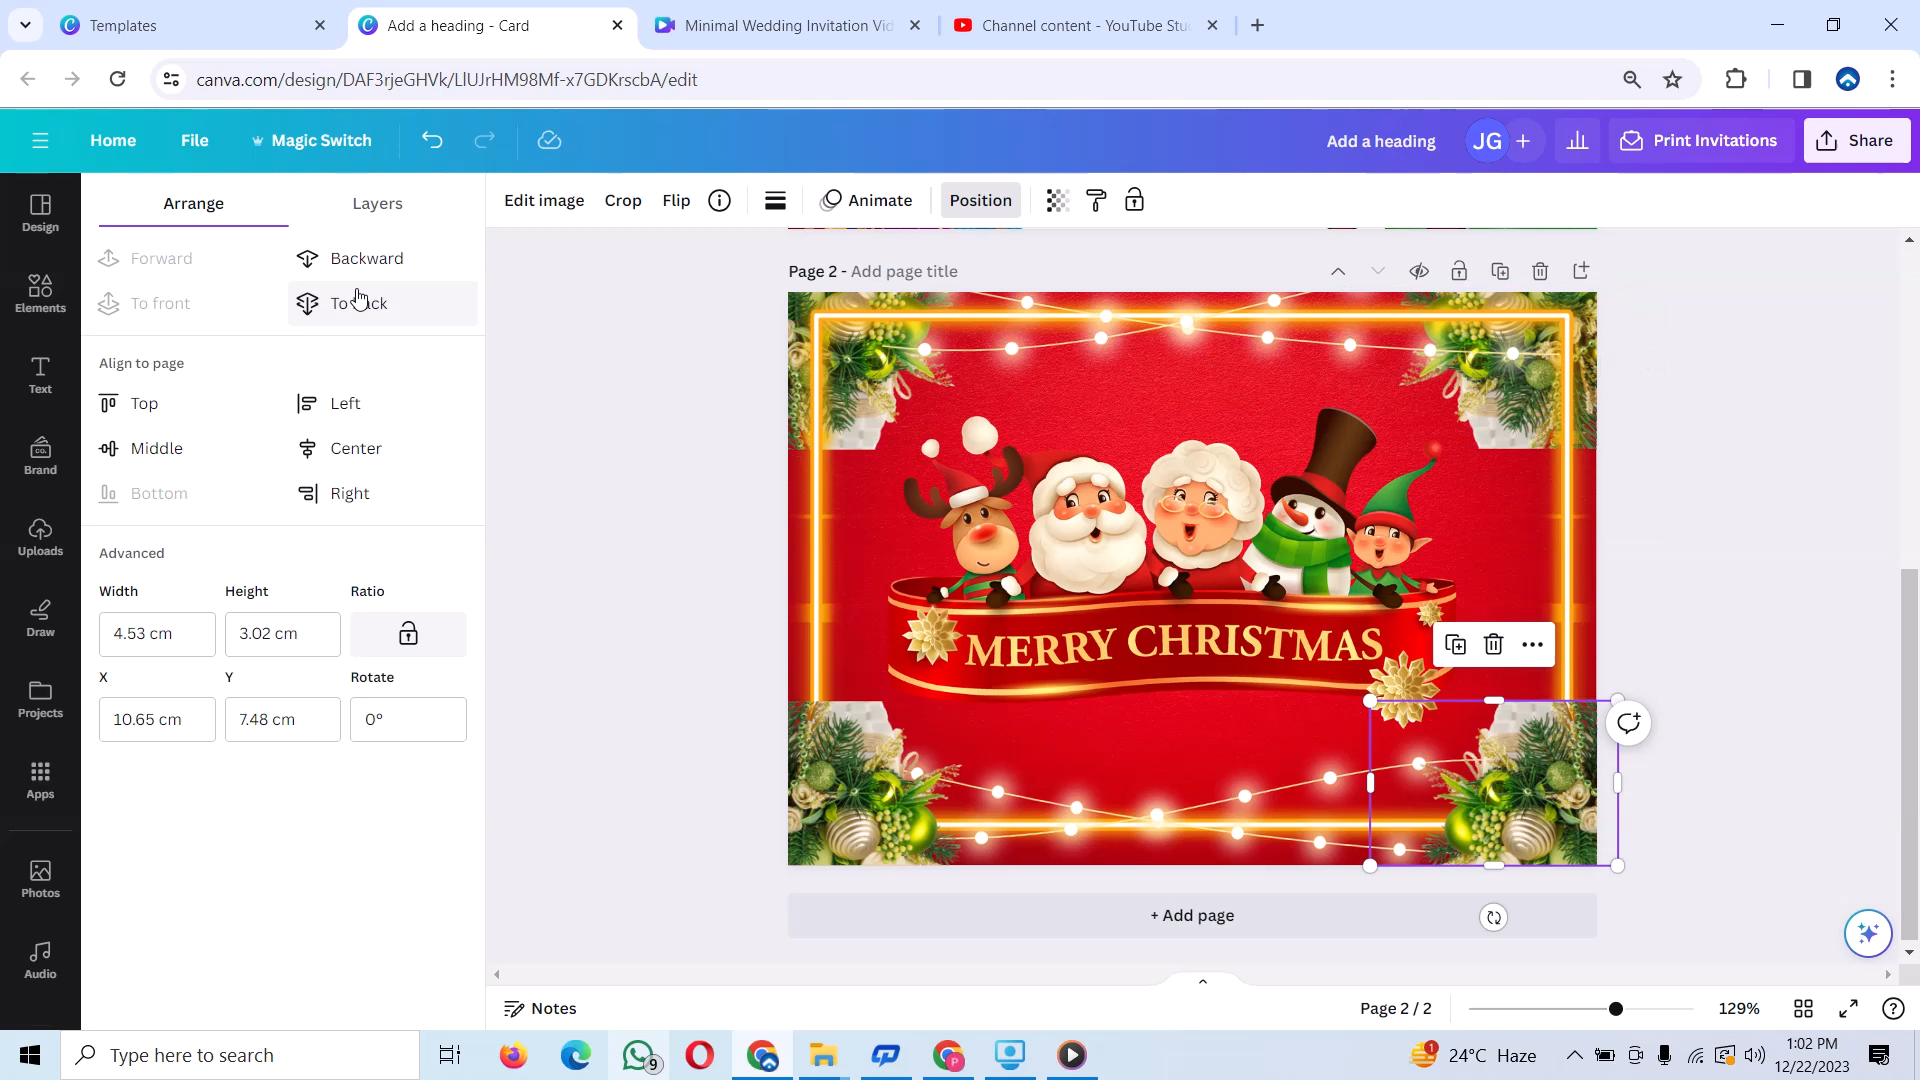 Templates
Add a heading - Card
Minimal Wedding Invitation Vid
Channel content - YouTube Stu
canva.com/design/DAF3rjeGHVk/LlUJrHM98Mf-x7GDKrscbA/edit
Home
File
Magic Switch
Add a heading
JG
Print Invitations
Share
Design
Elements
Text
Brand
Uploads
Draw
Projects
Apps
Photos
Audio
Arrange
Layers
Forward
Backward
To front
Align to page
Top
Left
Middle
Center
Bottom
Right
Advanced
Width
Height
Ratio
4.53 cm
3.02 cm
X
Y
Rotate
10.65 cm
7.48 cm
0°
Edit image
Crop
Flip
Animate
Position
Page 2 - Add page title
MERRY CHRISTMAS
+ Add page
Notes
Page 2 / 2
129%
Type here to search
9
1
24°C Haze
1:02 PM
12/22/2023